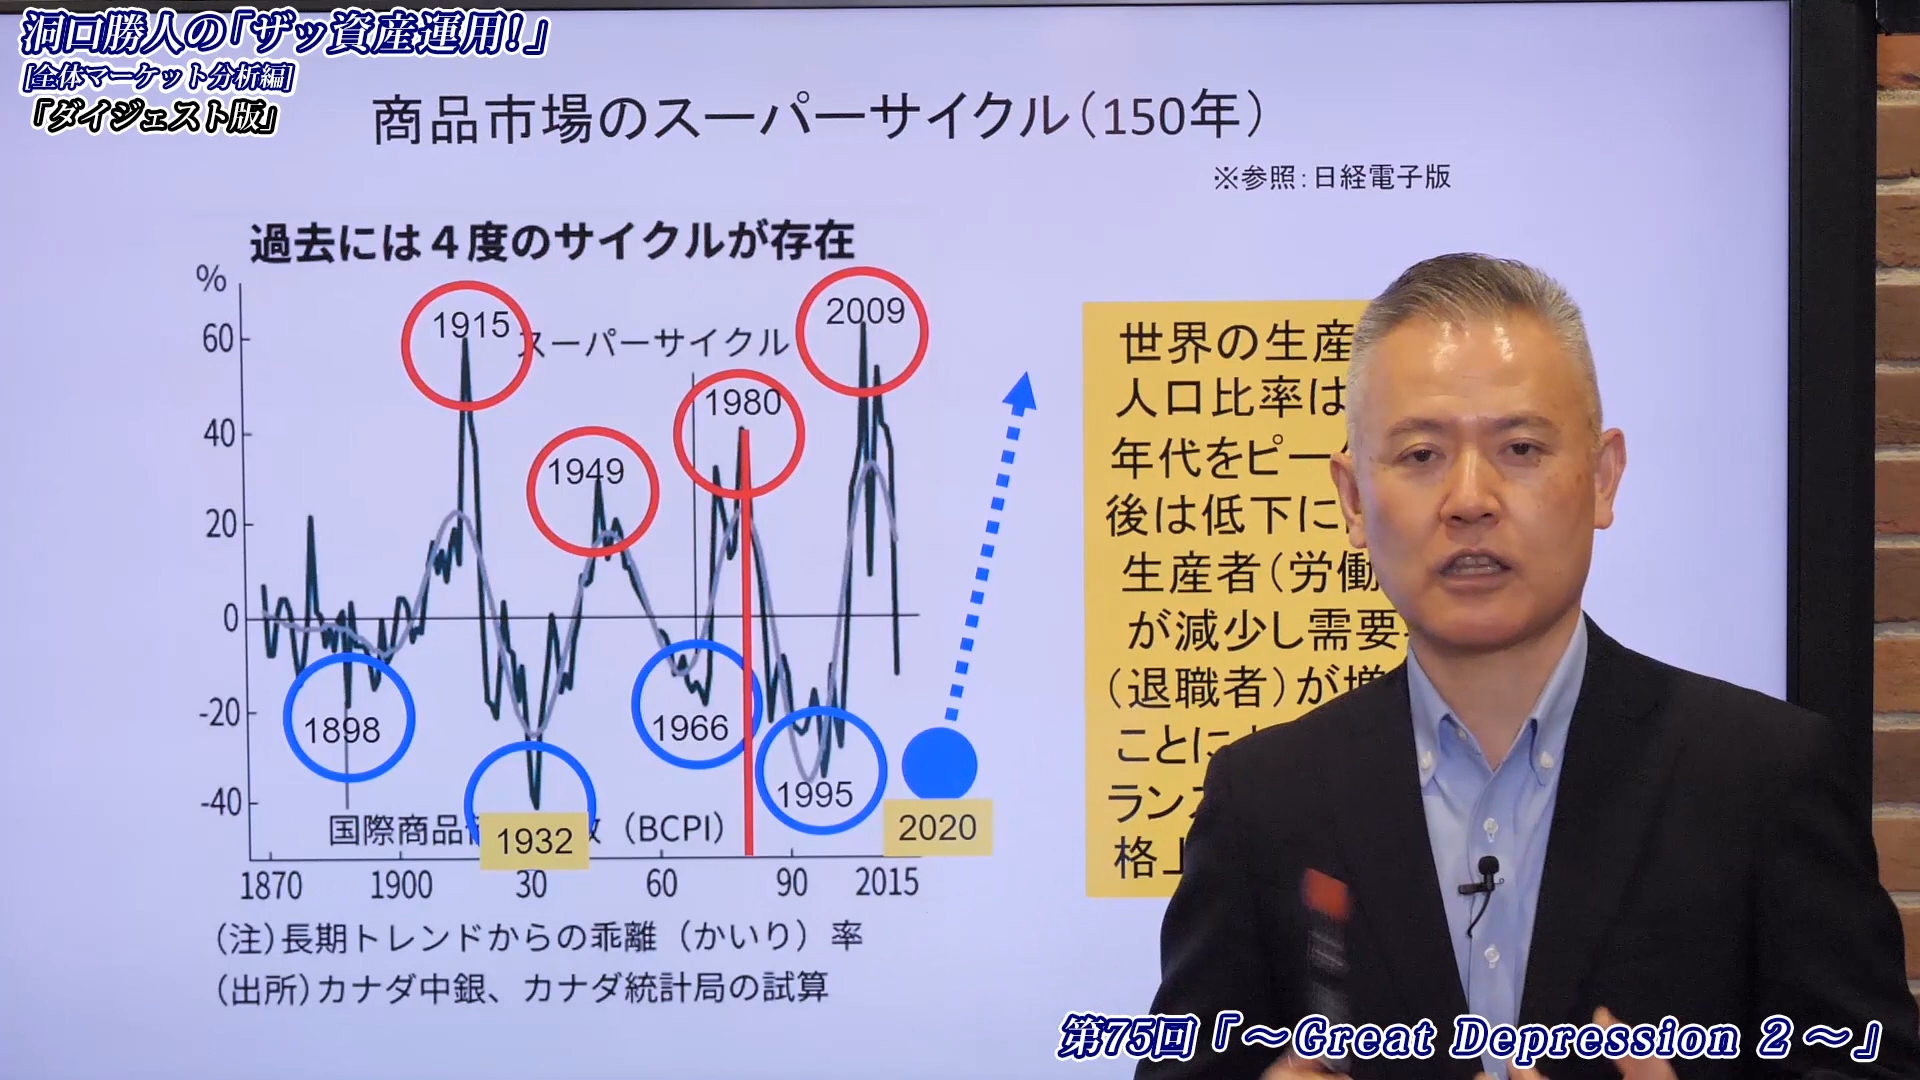 洞口勝人の「ザッ資産運用!」
[全体マーケット分析編]
「ダイジェスト版」
商品市場のスーパーサイクル（150年）
※参照：日経電子版
過去には４度のサイクルが存在
%
60
40
20
0
-20
-40
1915
スーパーサイクル
2009
1980
1949
1898
1966
1995
1932
2020
国際商品
（BCPI）
1870 1900 30 60 90 2015
（注）長期トレンドからの乖離（かいり）率
（出所）カナダ中銀、カナダ統計局の試算
世界の生産
人口比率は
年代をピー
後は低下に
生産者（労働
が減少し需要
（退職者）が増
ことに
ラン
格上
第75回「～Great Depression 2～」